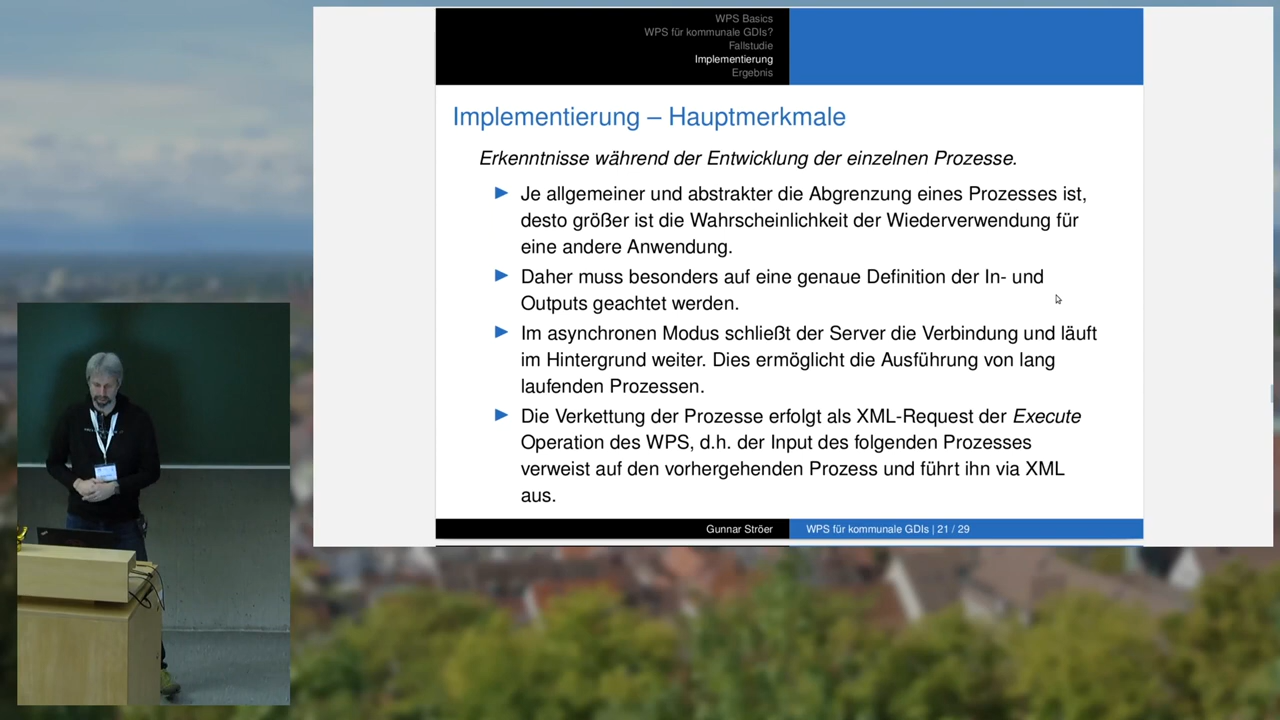 WPS Basics
WPS für kommunale GDIs?
Fallstudie
Implementierung
Ergebnis
Implementierung – Hauptmerkmale
Erkenntnisse während der Entwicklung der einzelnen Prozesse.
Je allgemeiner und abstrakter die Abgrenzung eines Prozesses ist,
desto größer ist die Wahrscheinlichkeit der Wiederverwendung für
eine andere Anwendung.
Daher muss besonders auf eine genaue Definition der In- und
Outputs geachtet werden.
Im asynchronen Modus schließt der Server die Verbindung und läuft
im Hintergrund weiter. Dies ermöglicht die Ausführung von lang
laufenden Prozessen.
Die Verkettung der Prozesse erfolgt als XML-Request der Execute
Operation des WPS, d.h. der Input des folgenden Prozesses
verweist auf den vorhergehenden Prozess und führt ihn via XML
aus.
Gunnar Ströer
WPS für kommunale GDIs | 21 / 29